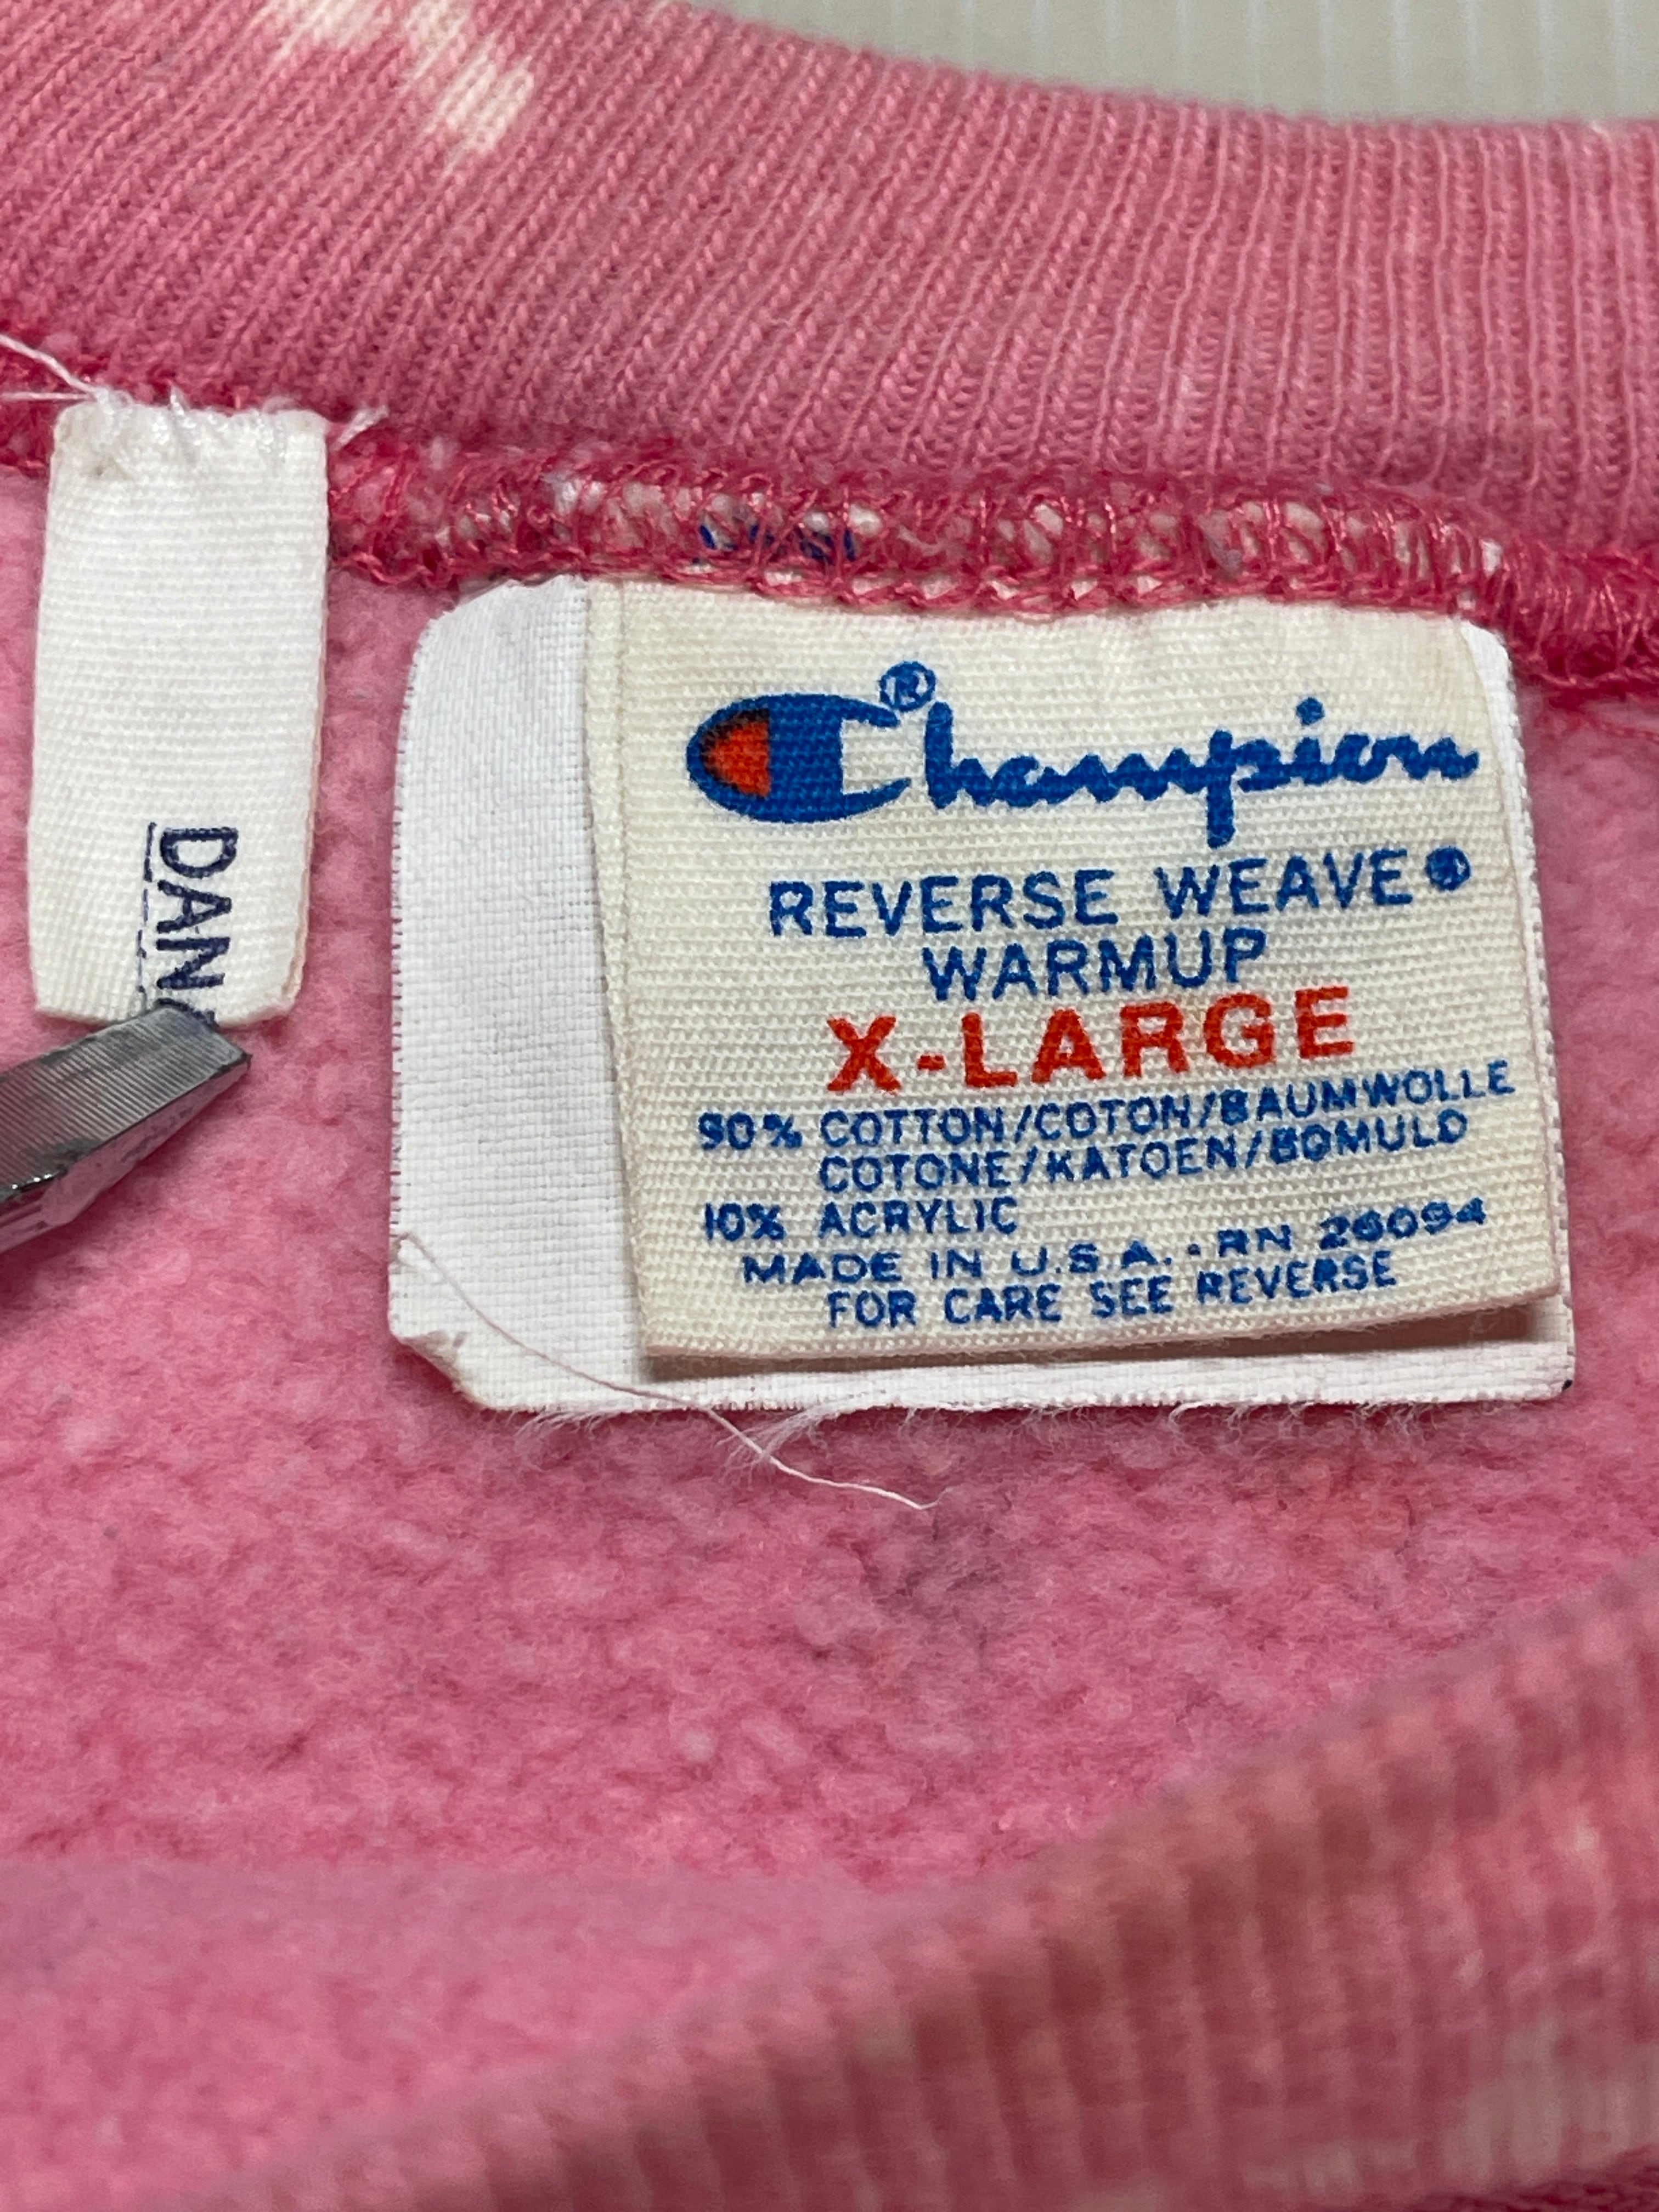 DAN
Champion®
REVERSE WEAVE®
WARMUP
X-LARGE
90% COTTON/COTON/BAUMWOLLE
COTONE/KATOEN/BOMULD
10% ACRYLIC
MADE IN U.S.A. - RN 26094
FOR CARE SEE REVERSE